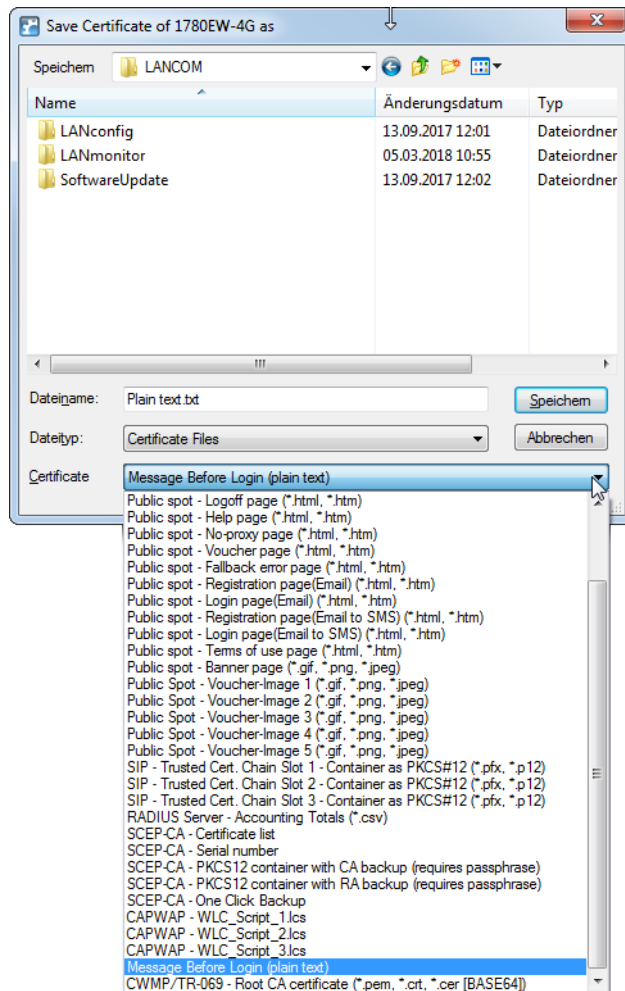 Save Certificate of 1780EW-4G as
Speichern LANCOM
Name Änderungsdatum Typ
LANconfig 13.09.2017 12:01 Dateiordner
LANmonitor 05.03.2018 10:55 Dateiordner
SoftwareUpdate 13.09.2017 12:02 Dateiordner
Dateiname: Plain text.txt Speichern
Dateityp: Certificate Files Abbrechen
Certificate Message Before Login (plain text)
Public spot - Logoff page (*.html, *.htm)
Public spot - Help page (*.html, *.htm)
Public spot - No-proxy page (*.html, *.htm)
Public spot - Voucher page (*.html, *.htm)
Public spot - Fallback error page (*.html, *.htm)
Public spot - Registration page(Email) (*.html, *.htm)
Public spot - Login page(Email) (*.html, *.htm)
Public spot - Registration page(Email to SMS) (*.html, *.htm)
Public spot - Login page(Email to SMS) (*.html, *.htm)
Public spot - Terms of use page (*.html, *.htm)
Public spot - Banner page (*.gif, *.png, *.jpeg)
Public Spot - Voucher-Image 1 (*.gif, *.png, *.jpeg)
Public Spot - Voucher-Image 2 (*.gif, *.png, *.jpeg)
Public Spot - Voucher-Image 3 (*.gif, *.png, *.jpeg)
Public Spot - Voucher-Image 4 (*.gif, *.png, *.jpeg)
Public Spot - Voucher-Image 5 (*.gif, *.png, *.jpeg)
SIP - Trusted Cert. Chain Slot 1 - Container as PKCS#12 (*.pfx, *.p12)
SIP - Trusted Cert. Chain Slot 2 - Container as PKCS#12 (*.pfx, *.p12)
SIP - Trusted Cert. Chain Slot 3 - Container as PKCS#12 (*.pfx, *.p12)
RADIUS Server - Accounting Totals (*.csv)
SCEP-CA - Certificate list
SCEP-CA - Serial number
SCEP-CA - PKCS12 container with CA backup (requires passphrase)
SCEP-CA - PKCS12 container with RA backup (requires passphrase)
SCEP-CA - One Click Backup
CAPWAP - WLC_Script_1.lcs
CAPWAP - WLC_Script_2.lcs
CAPWAP - WLC_Script_3.lcs
Message Before Login (plain text)
CWMP/TR-069 - Root CA certificate (*.pem, *.crt, *.cer [BASE64])